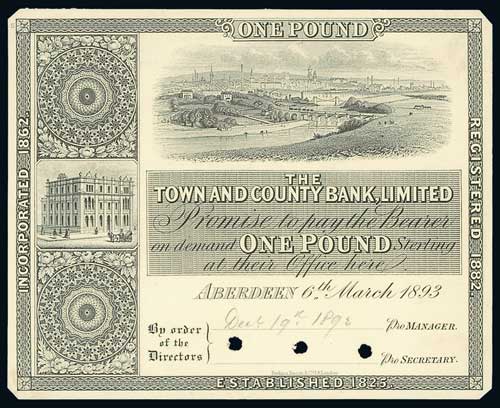 ONE POUND
INCORPORATED 1862.
REGISTERED 1882.
THE
TOWN AND COUNTY BANK, LIMITED
Promise to pay the Bearer
on demand ONE POUND Sterling
at their Office here.
ABERDEEN 6th March 1893
By order
of the
Directors
19th
Pro MANAGER.
Pro SECRETARY.
ESTABLISHED 1825.